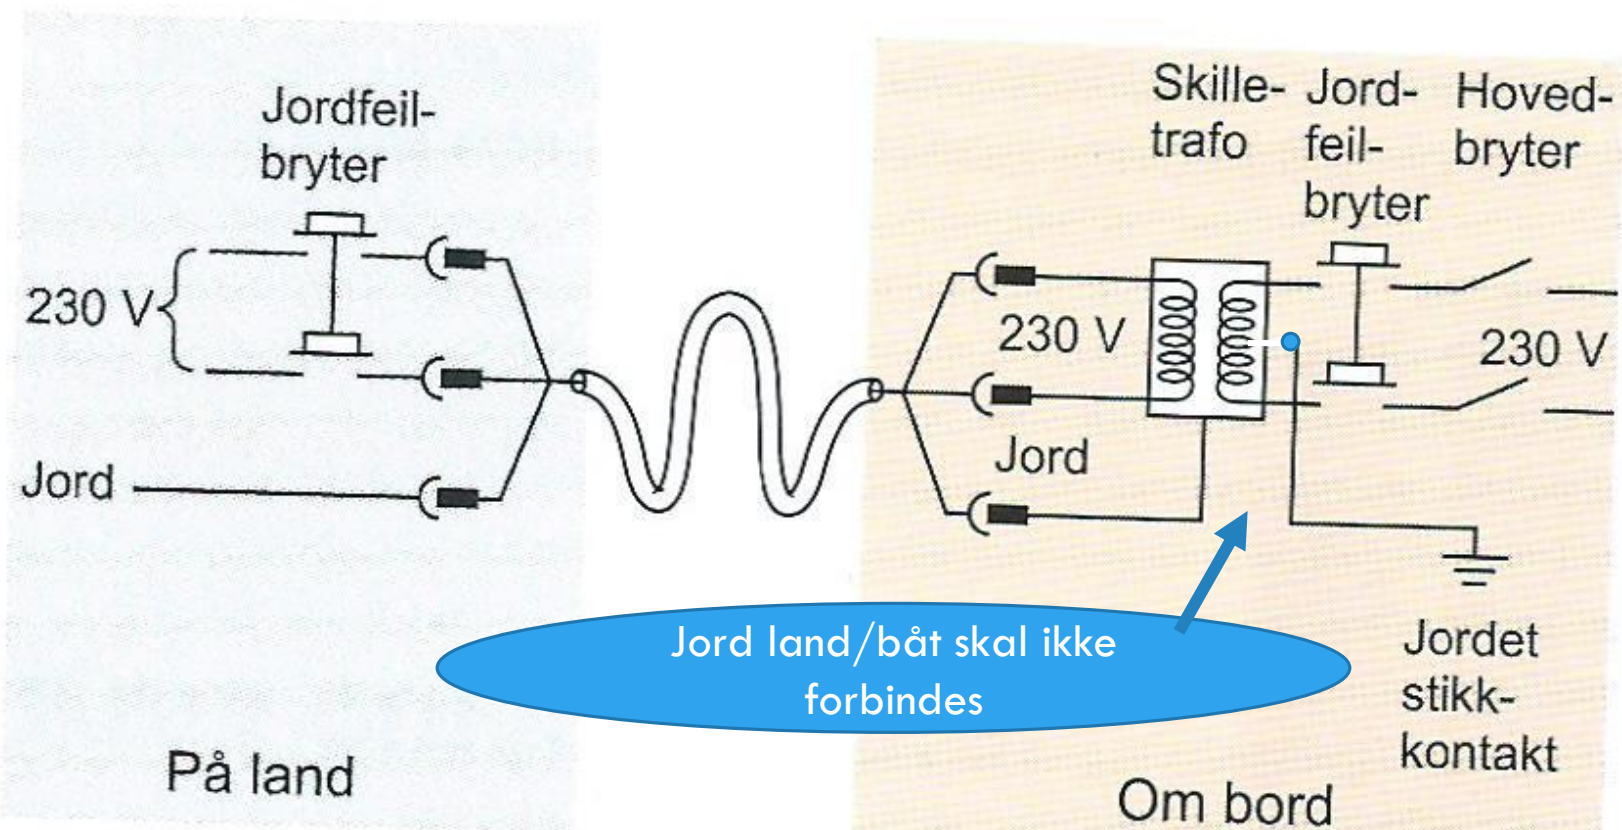 Jordfeil-
bryter
230 V
Jord
På land
Skille-
trafo
Jord-
feil-
bryter
Hoved-
bryter
230 V
230 V
Jord
Jord land/båt skal ikke
forbindes
Jordet
stikk-
kontakt
Om bord